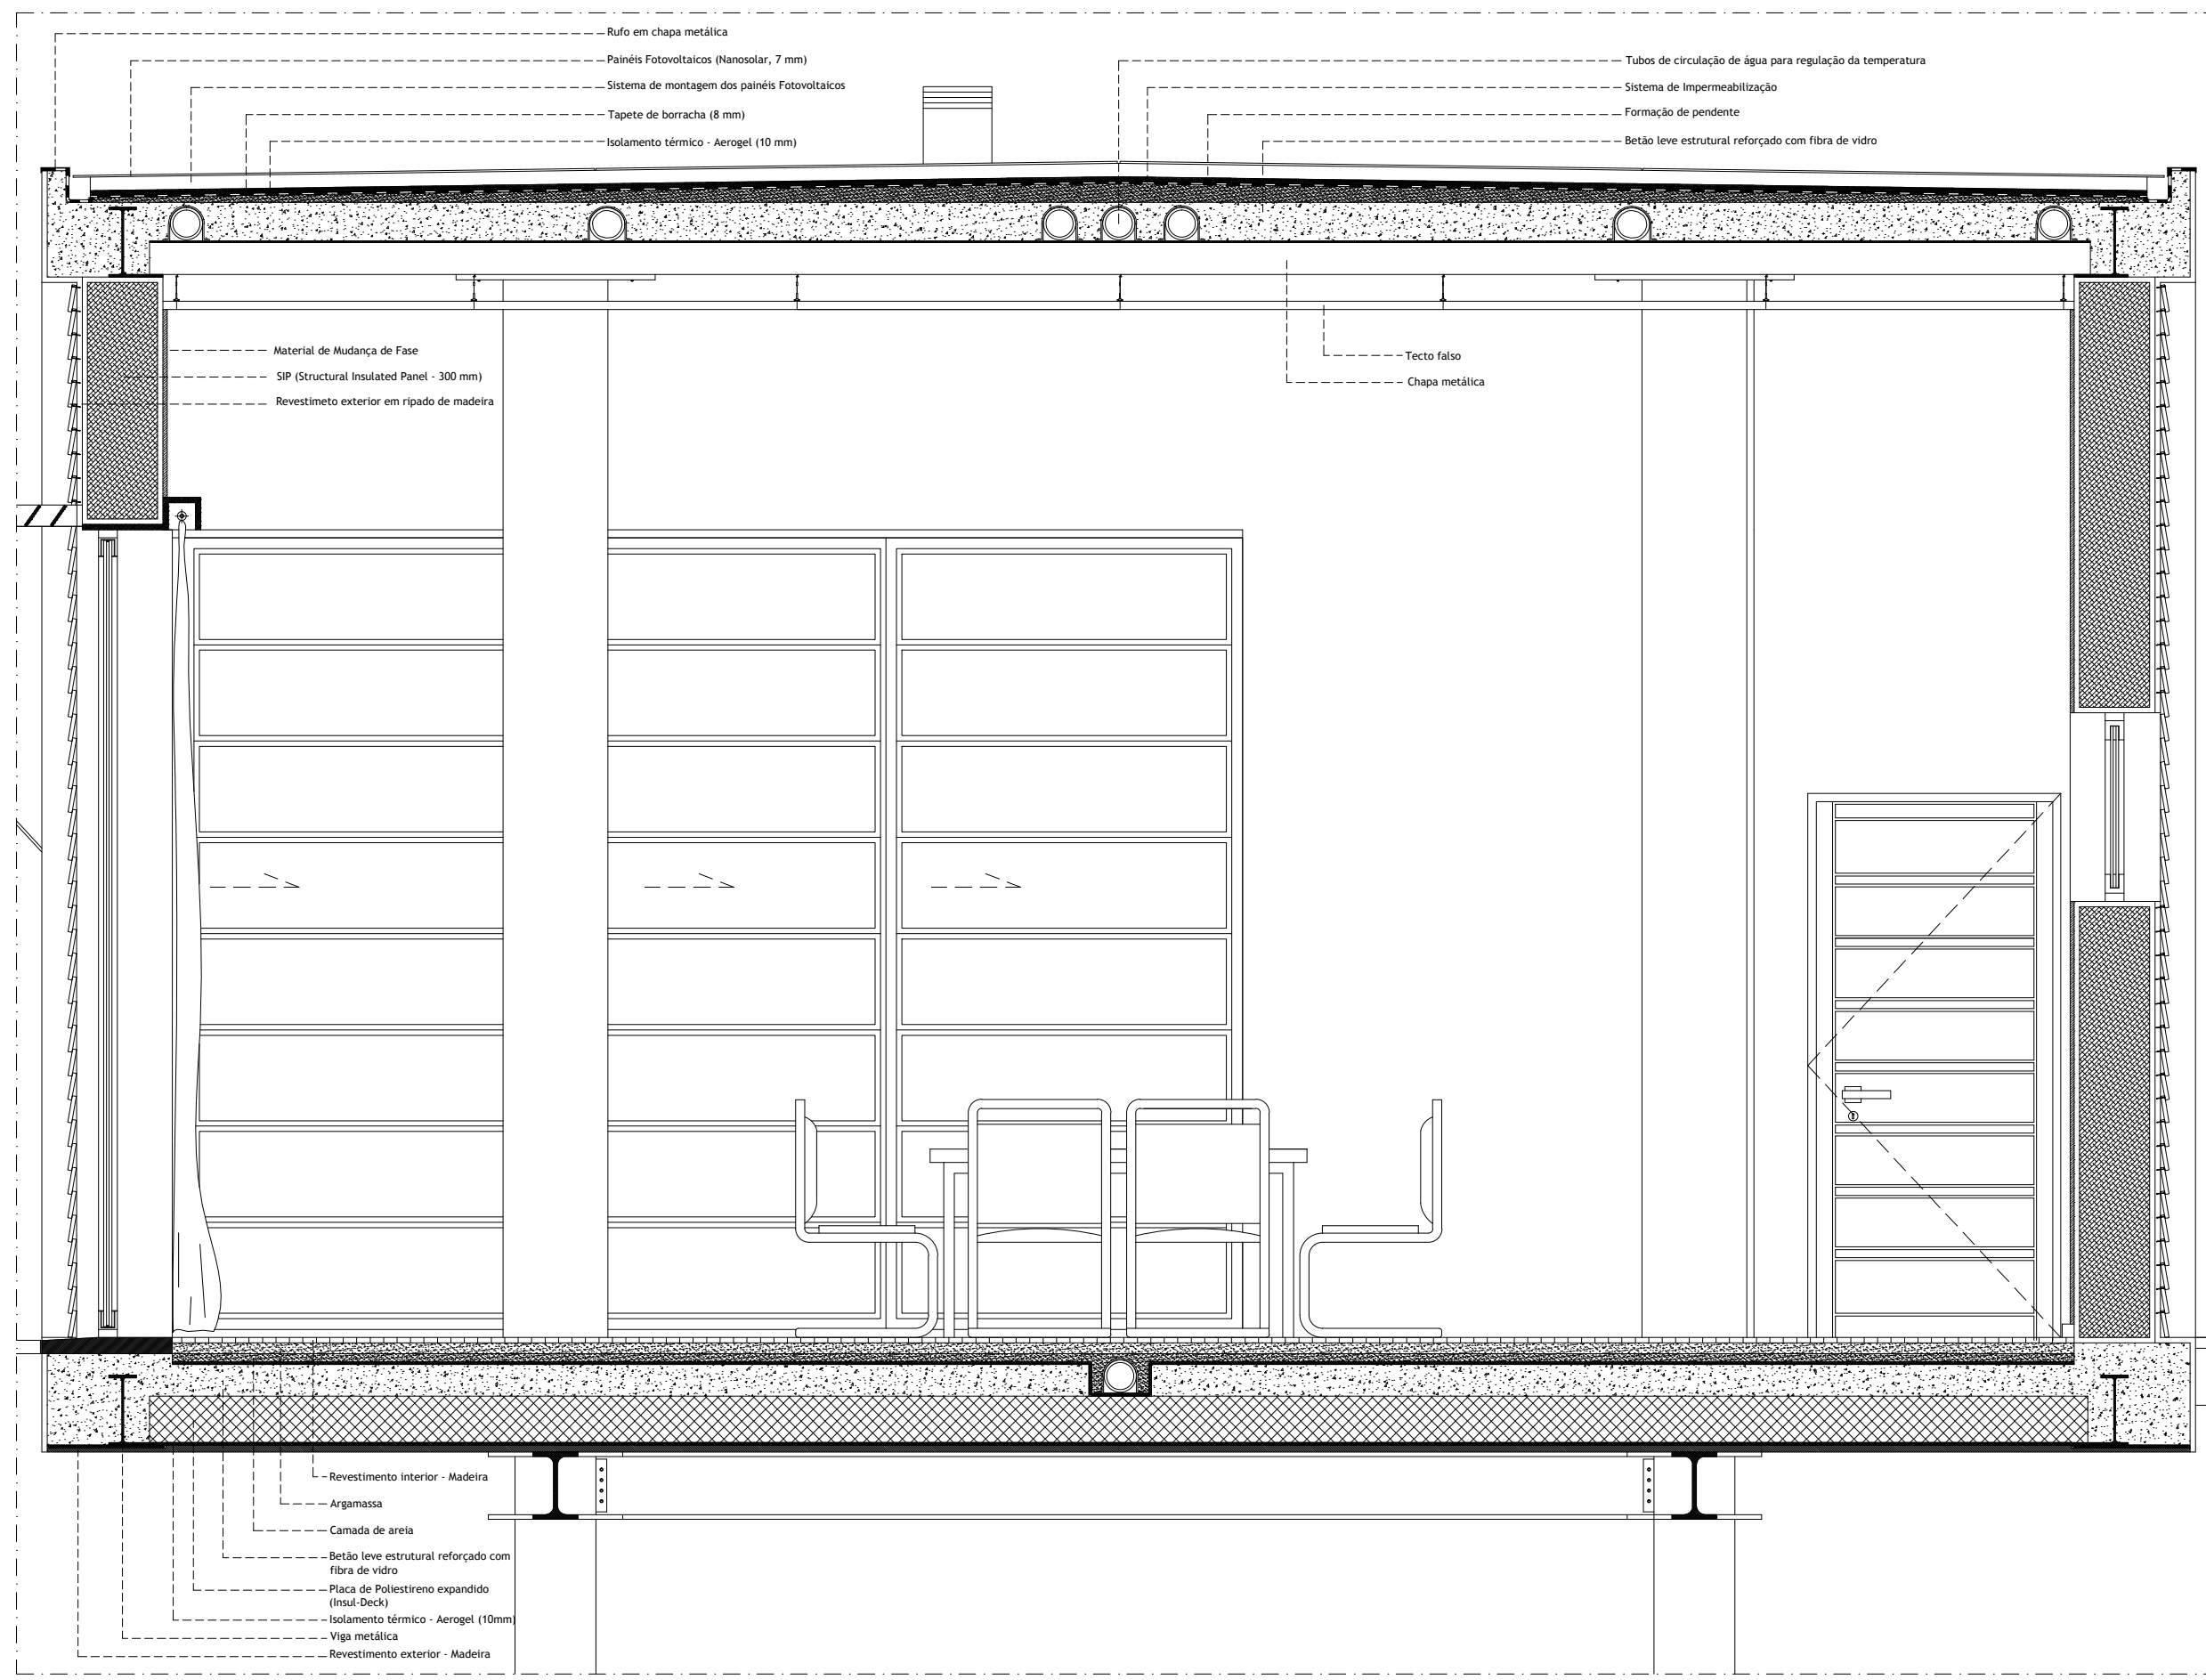 Rufo em chapa metálica
Painéis Fotovoltaicos (Nanosolar, 7 mm)
Sistema de montagem dos painéis Fotovoltaicos
Tapete de borracha (8 mm)
Isolamento térmico - Aerogel (10 mm)
Tubos de circulação de água para regulação da temperatura
Sistema de Impermeabilização
Formação de pendente
Betão leve estrutural reforçado com fibra de vidro
Material de Mudança de Fase
SIP (Structural Insulated Panel - 300 mm)
Revestimeto exterior em ripado de madeira
Tecto falso
Chapa metálica
Revestimento interior - Madeira
Argamassa
Camada de areia
Betão leve estrutural reforçado com
fibra de vidro
Placa de Poliestireno expandido
(Insul-Deck)
Isolamento térmico - Aerogel (10mm)
Viga metálica
Revestimento exterior - Madeira